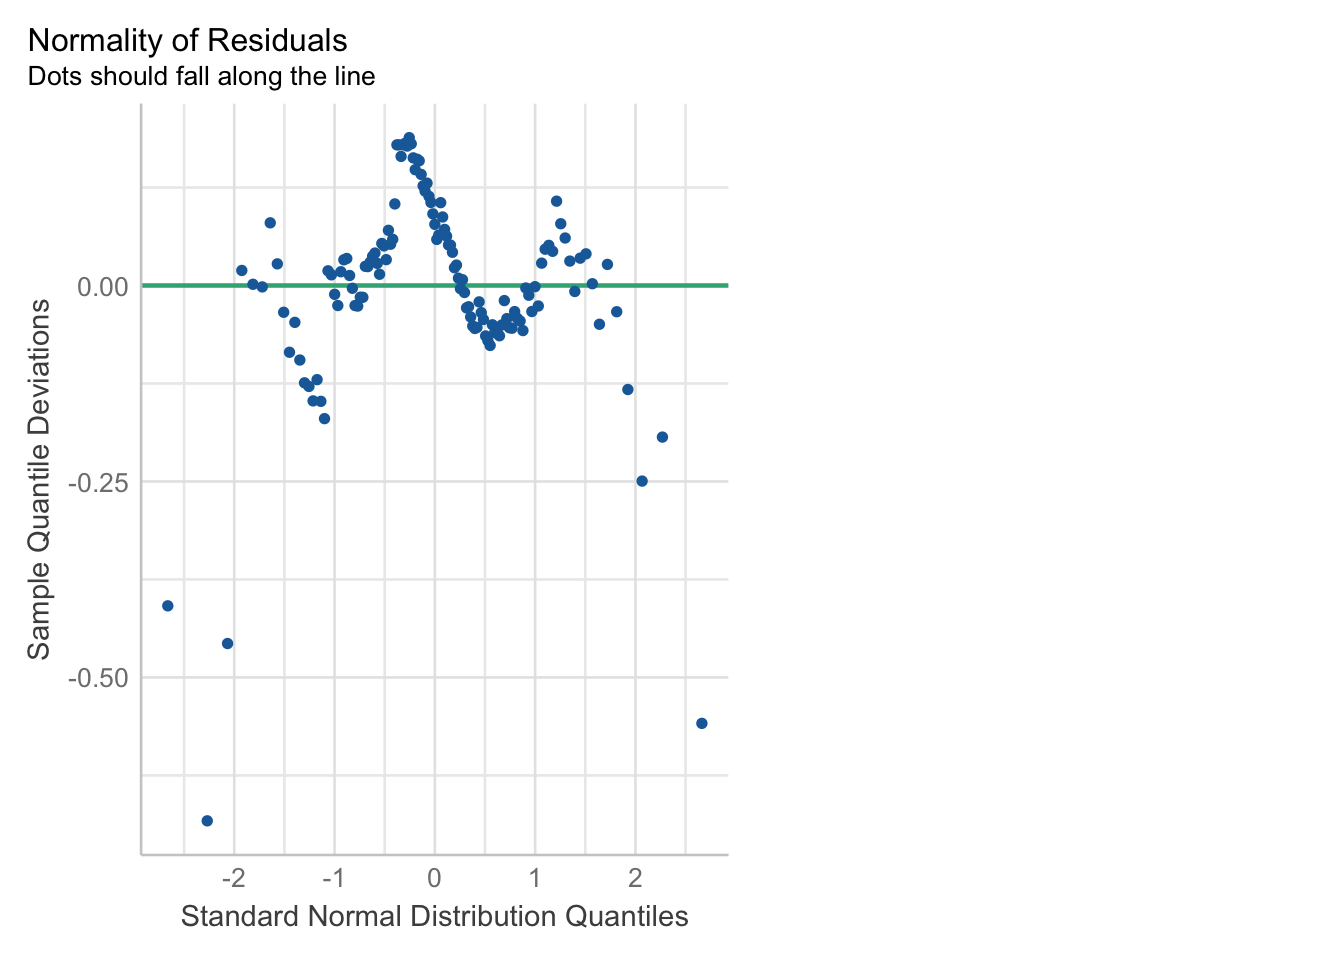 Normality of Residuals
Dots should fall along the line
Sample Quantile Deviations
0.00
-0.25
-0.50
-2 -1 0 1 2
Standard Normal Distribution Quantiles